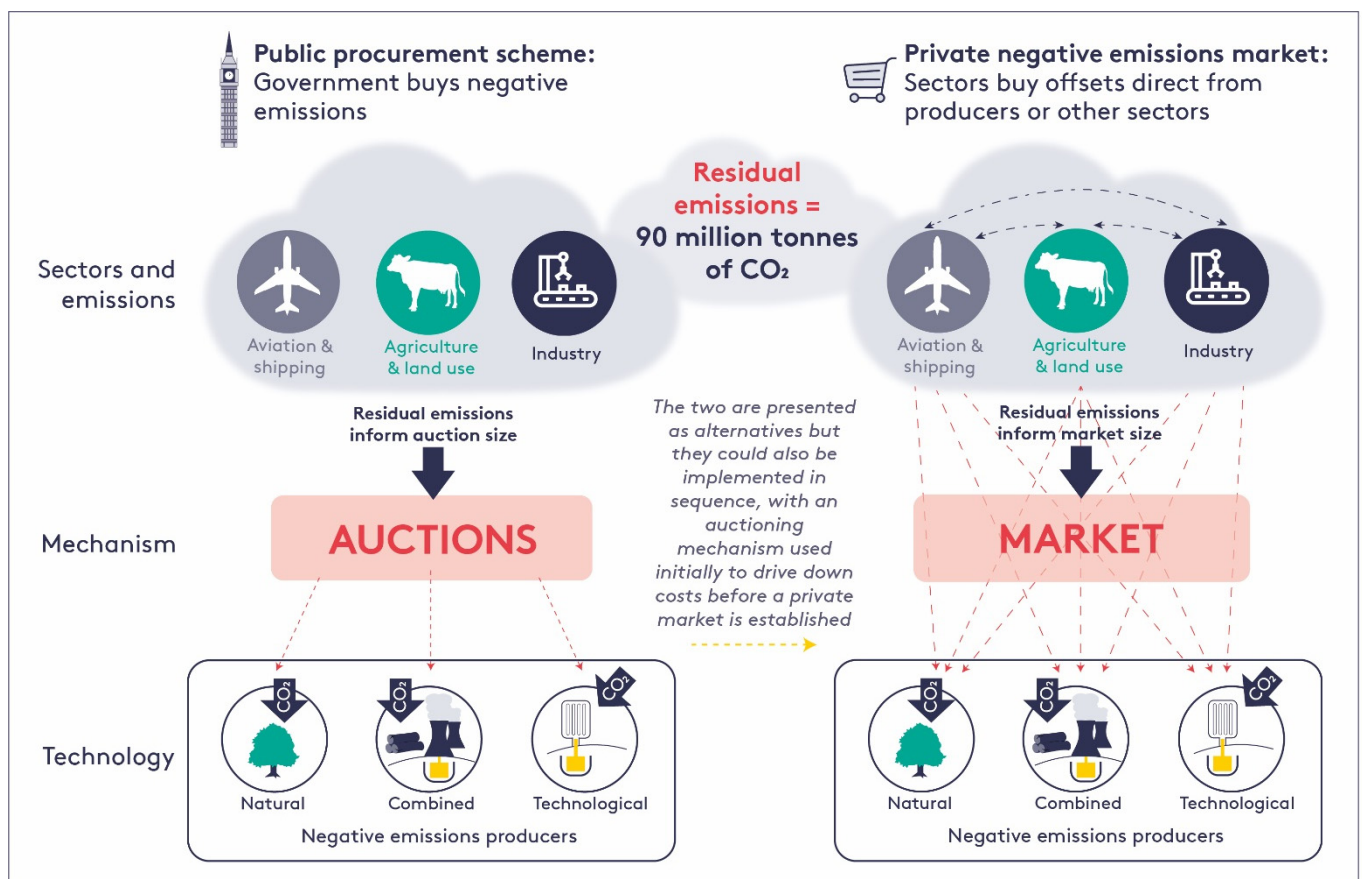 Public procurement scheme:
Government buys negative
emissions
Private negative emissions market:
Sectors buy offsets direct from
producers or other sectors
Residual
emissions =
90 million tonnes
of CO₂
Sectors and
emissions
Aviation &
shipping
Agriculture
& land use
Industry
Aviation &
shipping
Agriculture
& land use
Industry
Residual emissions
inform auction size
The two are presented
as alternatives but
they could also be
implemented in
sequence, with an
auctioning
mechanism used
initially to drive down
costs before a private
market is established
Residual emissions
inform market size
Mechanism
AUCTIONS
MARKET
Technology
CO₂
CO₂
CO₂
Natural
Combined
Technological
Negative emissions producers
CO₂
CO₂
CO₂
Natural
Combined
Technological
Negative emissions producers